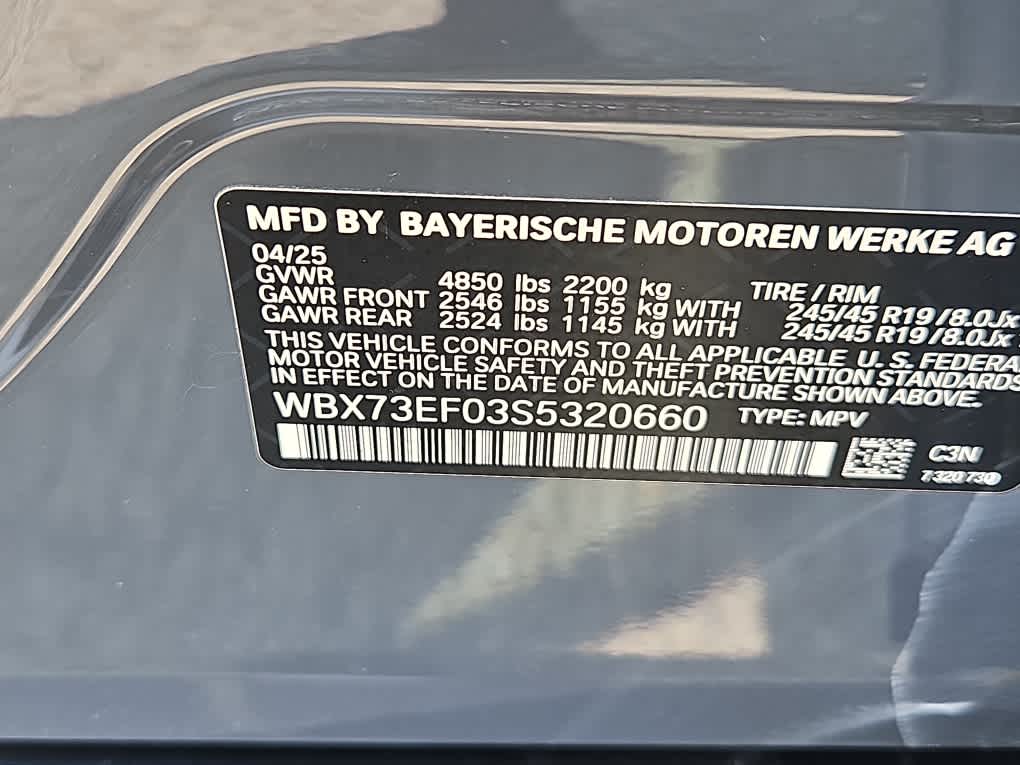 MFD BY BAYERISCHE MOTOREN WERKE AG
04/25
GVWR 4850 lbs 2200 kg TIRE / RIM
GAWR FRONT 2546 lbs 1155 kg WITH 245/45 R19 /8.0Jx
GAWR REAR 2524 lbs 1145 kg WITH 245/45 R19 /8.0Jx
THIS VEHICLE CONFORMS TO ALL APPLICABLE U. S. FEDERA
MOTOR VEHICLE SAFETY AND THEFT PREVENTION STANDARDS
IN EFFECT ON THE DATE OF MANUFACTURE SHOWN ABOVE.
WBX73EF03S5320660 TYPE: MPV
C3N
7 320 730